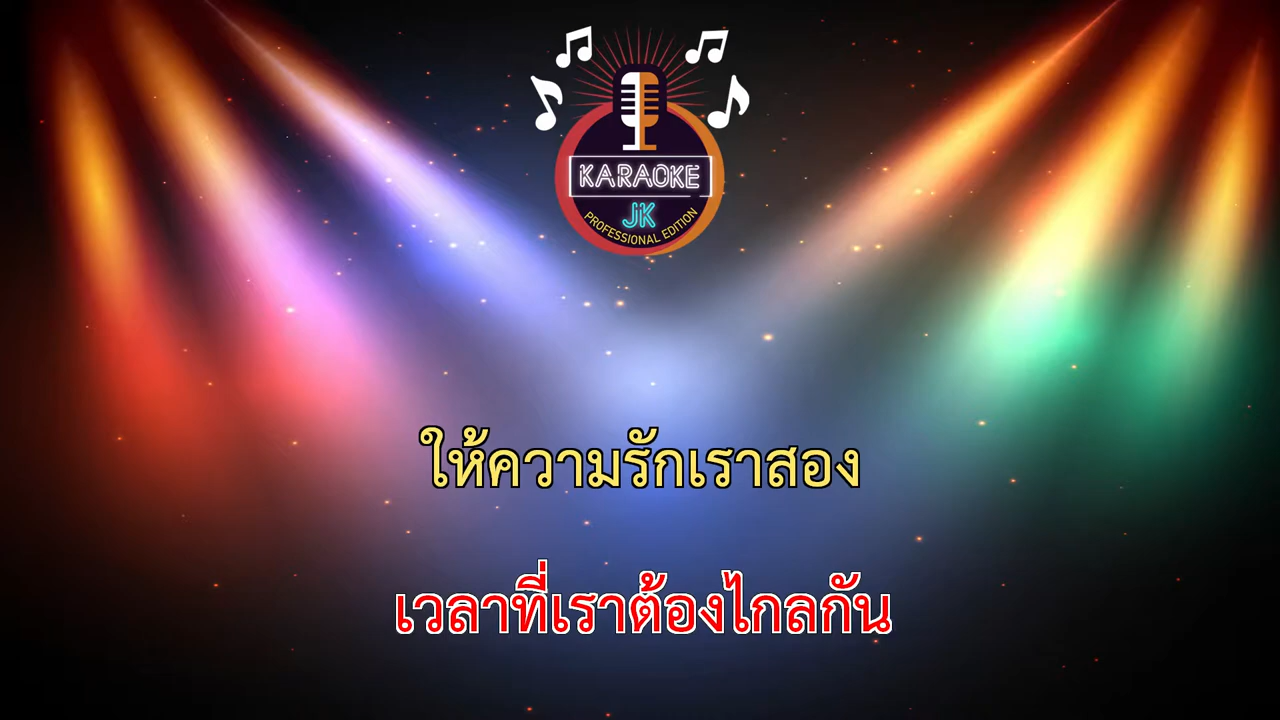 KARAOKE
JK
PROFESSIONAL EDITION
ให้ความรักเราสอง
เวลาที่เราต้องไกลกัน